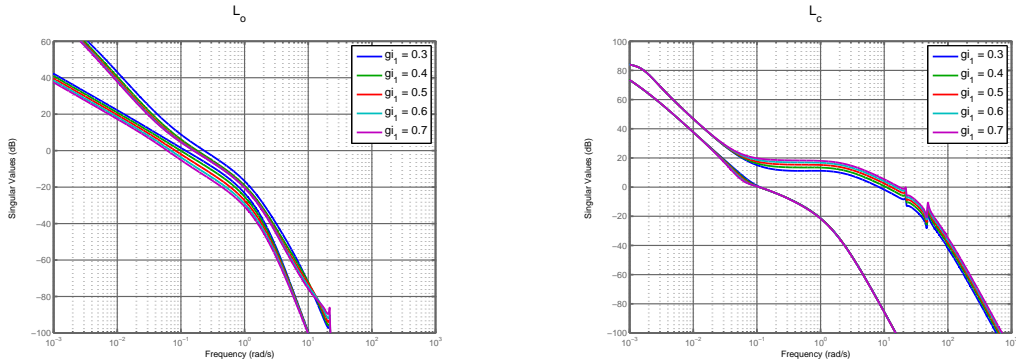 L_o
60
40
20
0
−20
−40
−60
−80
−100
Singular Values (dB)
10^−3
10^−2
10^−1
10^0
10^1
10^2
10^3
Frequency (rad/s)
gi_1 = 0.3
gi_1 = 0.4
gi_1 = 0.5
gi_1 = 0.6
gi_1 = 0.7
L_c
100
80
60
40
20
0
−20
−40
−60
−80
−100
Singular Values (dB)
10^−3
10^−2
10^−1
10^0
10^1
10^2
10^3
Frequency (rad/s)
gi_1 = 0.3
gi_1 = 0.4
gi_1 = 0.5
gi_1 = 0.6
gi_1 = 0.7